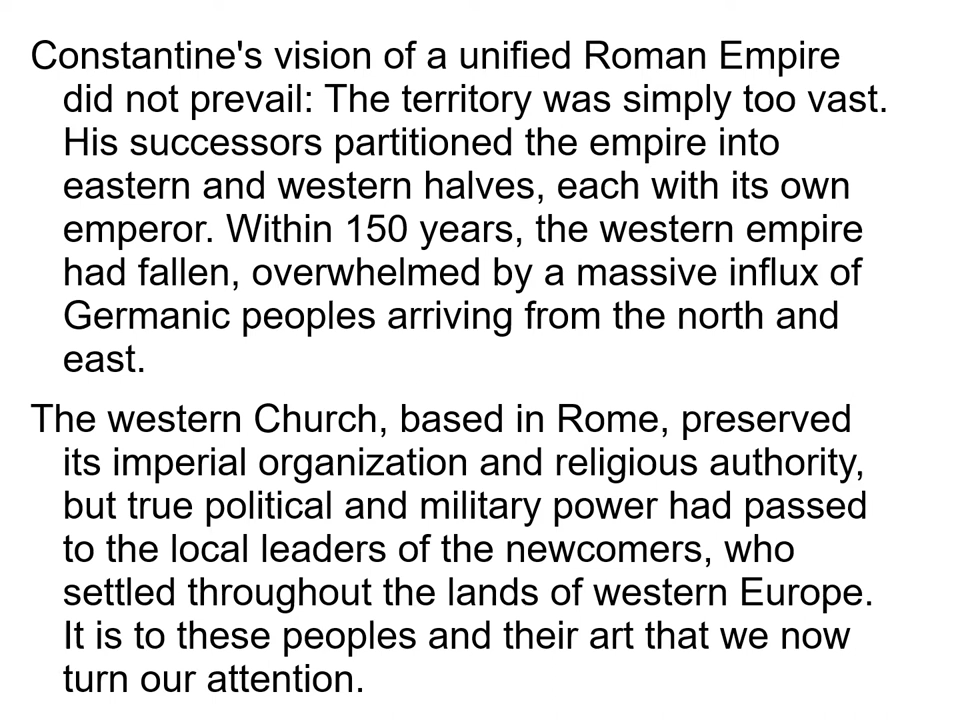 Constantine's vision of a unified Roman Empire
did not prevail: The territory was simply too vast.
His successors partitioned the empire into
eastern and western halves, each with its own
emperor. Within 150 years, the western empire
had fallen, overwhelmed by a massive influx of
Germanic peoples arriving from the north and
east.
The western Church, based in Rome, preserved
its imperial organization and religious authority,
but true political and military power had passed
to the local leaders of the newcomers, who
settled throughout the lands of western Europe.
It is to these peoples and their art that we now
turn our attention.